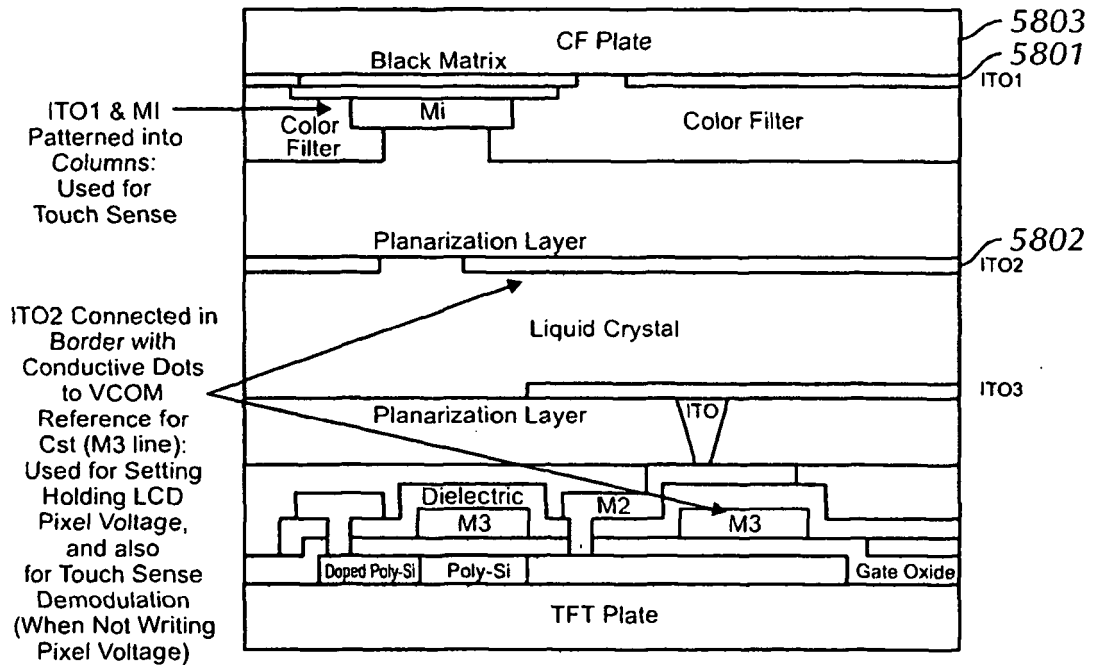 CF Plate
5803
Black Matrix
5801
ITO1
ITO1 & MI
Patterned into
Columns:
Used for
Touch Sense
Mi
Color
Filter
Color Filter
Planarization Layer
5802
ITO2
ITO2 Connected in
Border with
Conductive Dots
to VCOM
Reference for
Cst (M3 line):
Used for Setting
Holding LCD
Pixel Voltage,
and also
for Touch Sense
Demodulation
(When Not Writing
Pixel Voltage)
Liquid Crystal
ITO3
Planarization Layer
ITO
Dielectric
M2
M3
M3
Doped Poly-Si
Poly-Si
Gate Oxide
TFT Plate